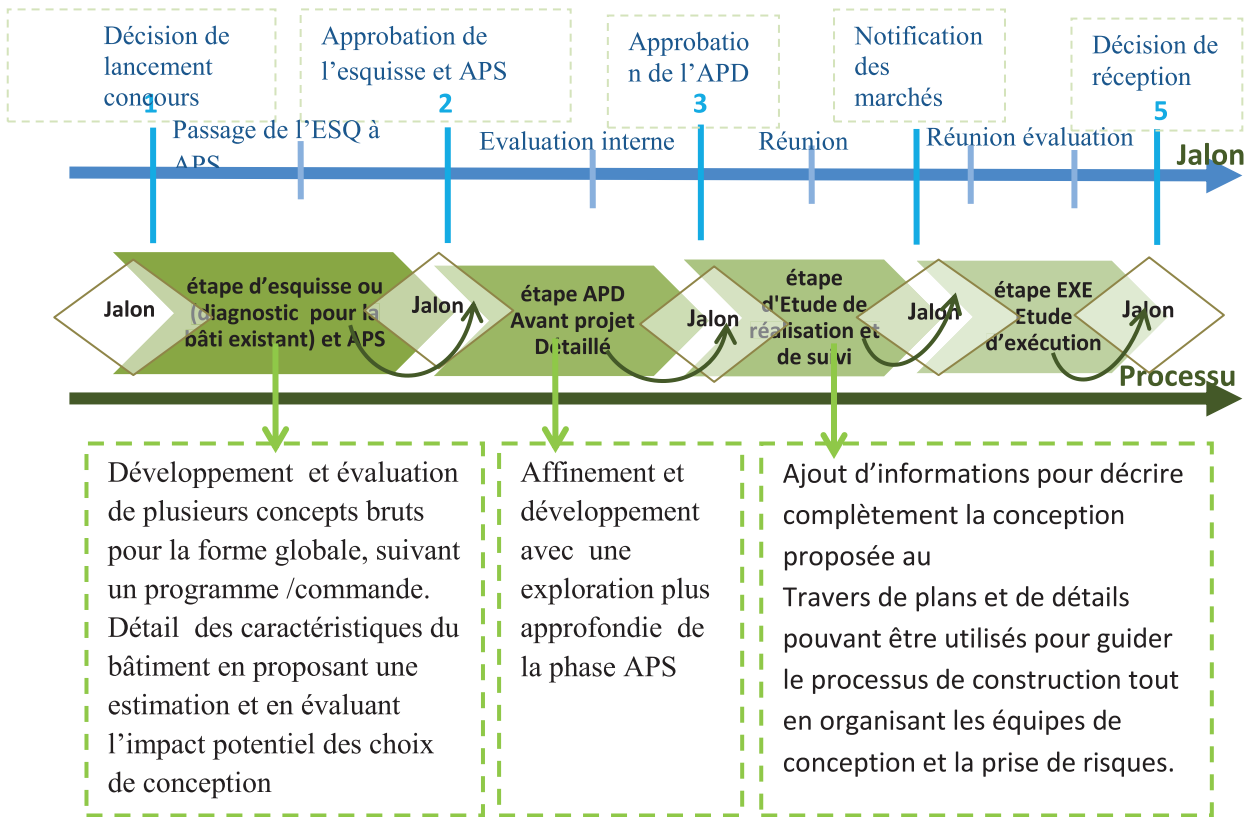 Décision de
lancement
concours
1
Approbation de
l’esquisse et APS
2
Approbatio
n de l’APD
3
Notification
des
marchés
Décision de
réception
5
Passage de l’ESQ à
APS
Evaluation interne
Réunion
Réunion évaluation
Jalon
Jalon
étape d’esquisse ou
(diagnostic pour la
bâti existant) et APS
Jalon
étape APD
Avant projet
Détaillé
Jalon
étape
d'Etude de
réalisation et
de suivi
Jalon
étape EXE
Etude
d’exécution
Jalon
Processu
Développement et évaluation
de plusieurs concepts bruts
pour la forme globale, suivant
un programme /commande.
Détail des caractéristiques du
bâtiment en proposant une
estimation et en évaluant
l’impact potentiel des choix
de conception
Affinement et
développement
avec une
exploration plus
approfondie de
la phase APS
Ajout d’informations pour décrire
complètement la conception
proposée au
Travers de plans et de détails
pouvant être utilisés pour guider
le processus de construction tout
en organisant les équipes de
conception et la prise de risques.